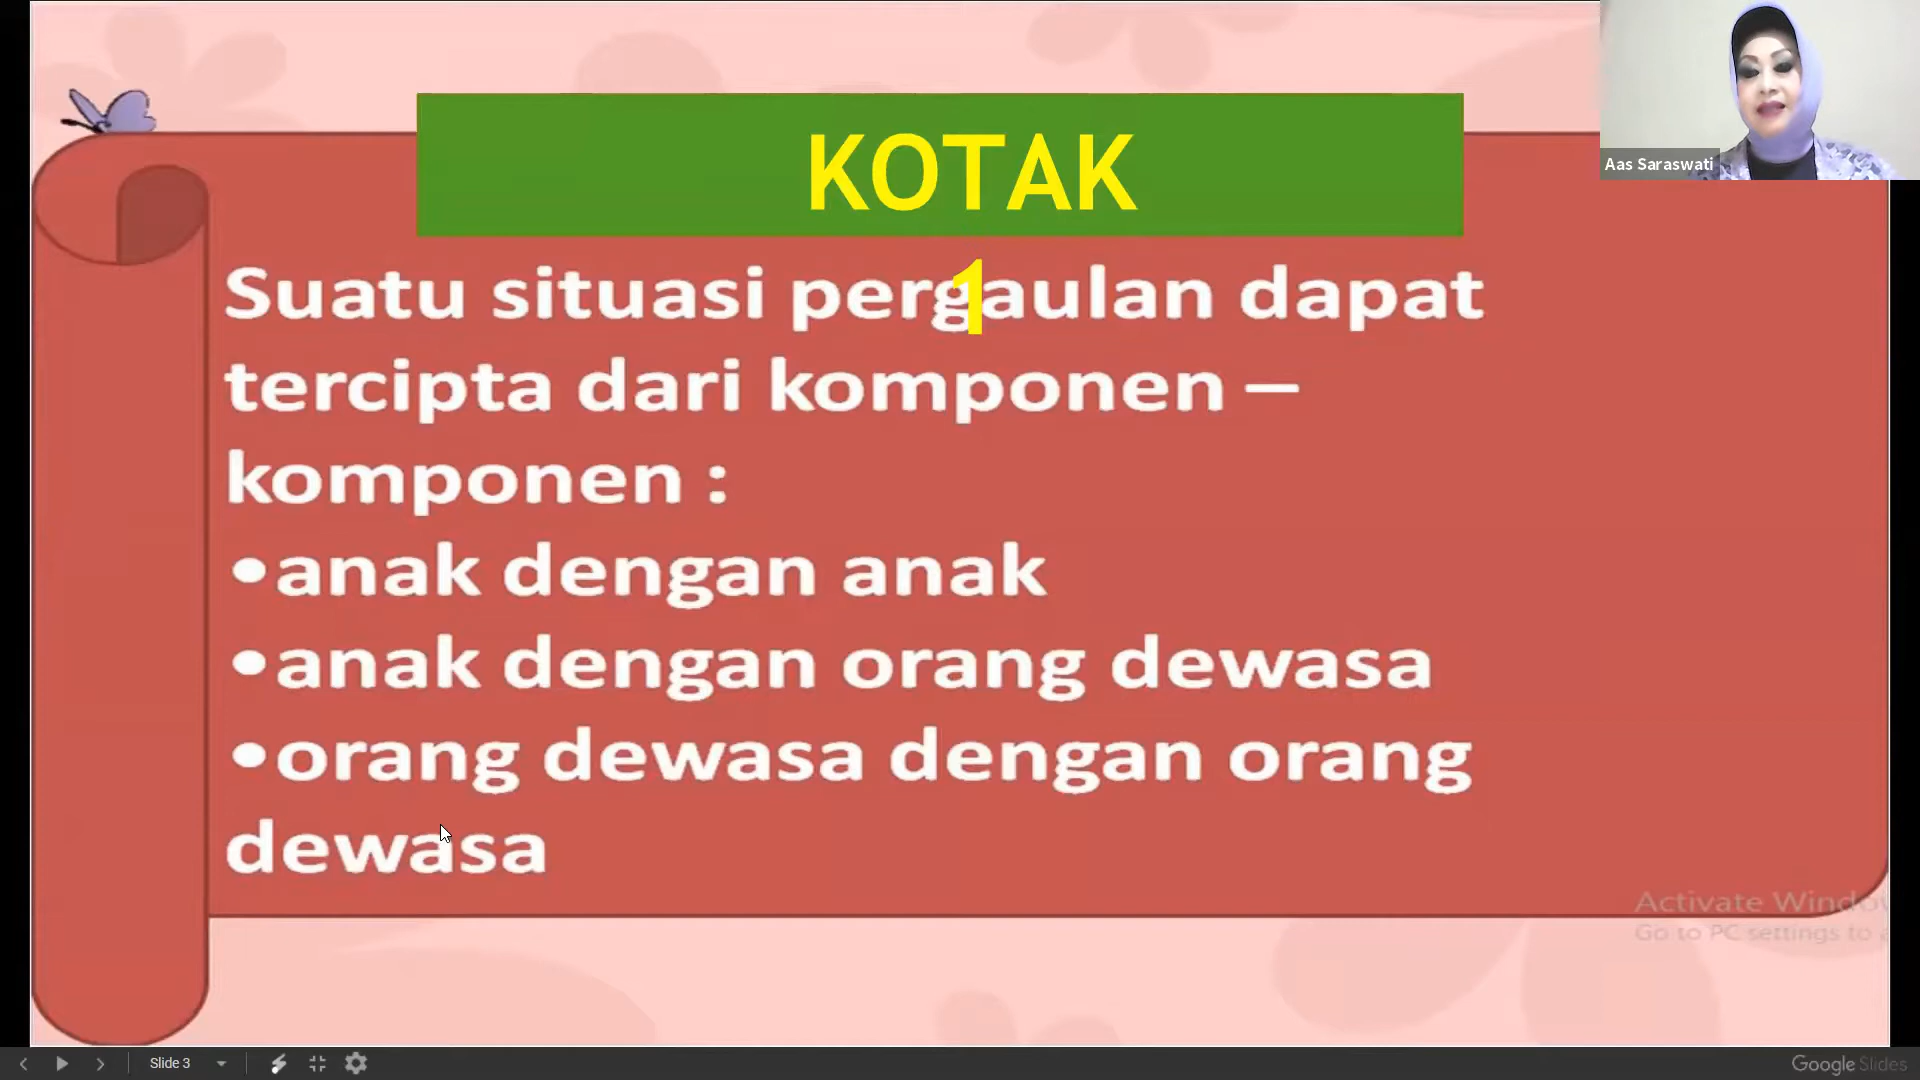 Aas Saraswati
KOTAK
1
Suatu situasi pergaulan dapat
tercipta dari komponen –
komponen :
•anak dengan anak
•anak dengan orang dewasa
•orang dewasa dengan orang
dewasa
Activate Window
Go to PC settings to a
Slide 3
Google Slides